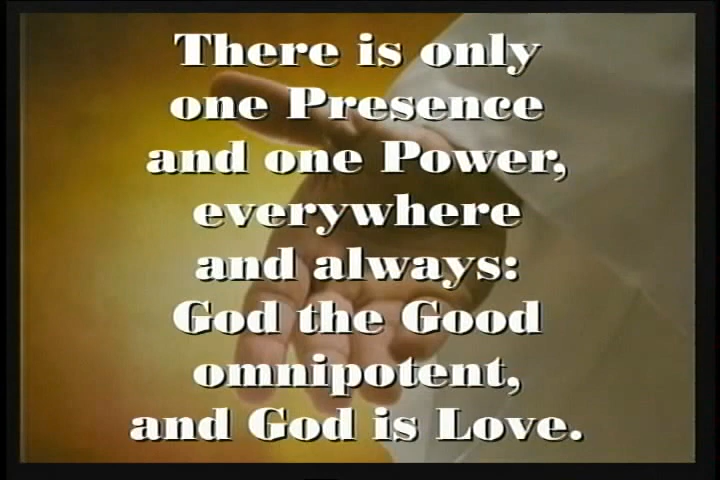 There is only
one Presence
and one Power,
everywhere
and always:
God the Good
omnipotent,
and God is Love.